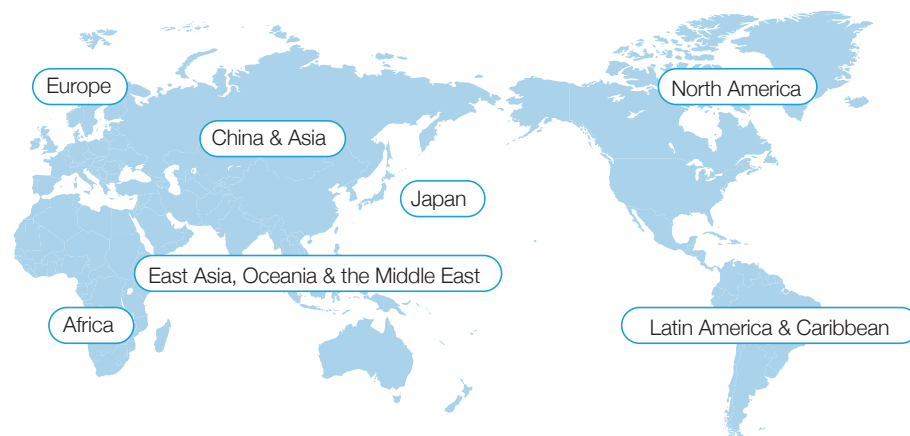 Europe
North America
China & Asia
Japan
East Asia, Oceania & the Middle East
Africa
Latin America & Caribbean